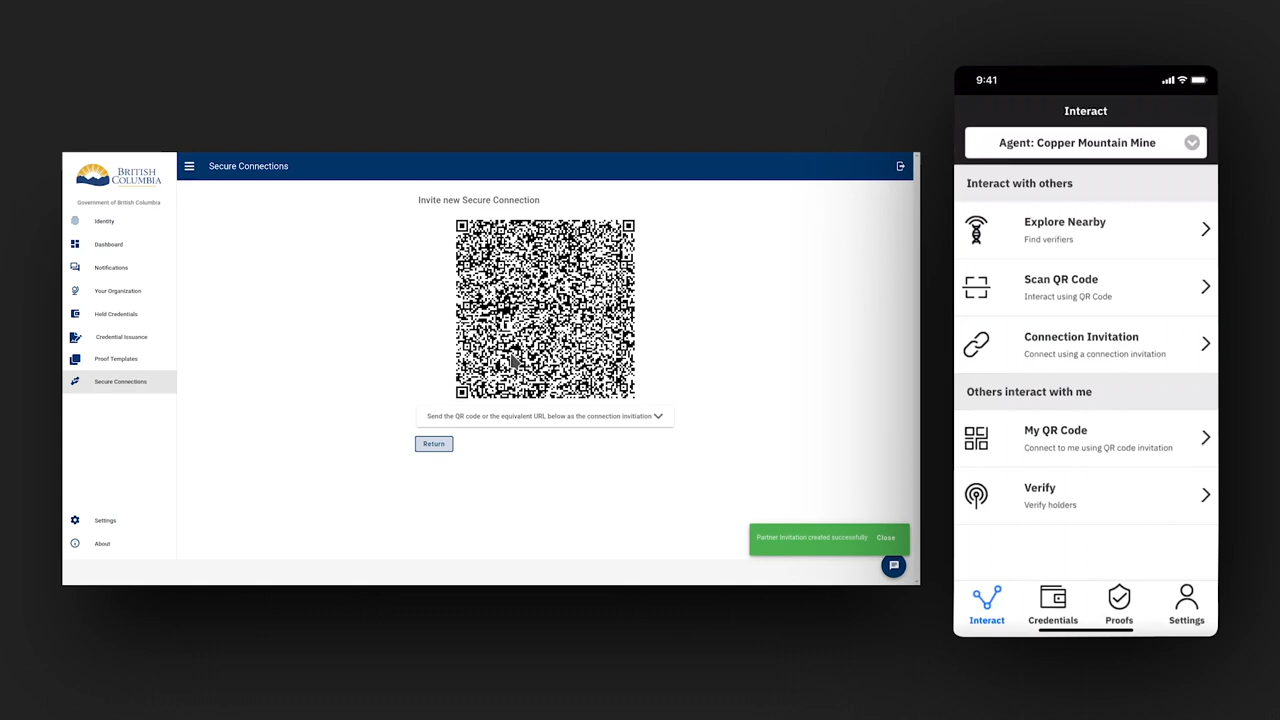 BRITISH
COLUMBIA
Government of British Columbia
Identity
Dashboard
Notifications
Your Organization
Held Credentials
Credential Issuance
Proof Templates
Secure Connections
Settings
About
Secure Connections
Invite new Secure Connection
Send the QR code or the equivalent URL below as the connection invitiation
Return
Partner Invitation created successfully
Close
9:41
Interact
Agent: Copper Mountain Mine
Interact with others
Explore Nearby
Find verifiers
Scan QR Code
Interact using QR Code
Connection Invitation
Connect using a connection invitation
Others interact with me
My QR Code
Connect to me using QR code invitation
Verify
Verify holders
Interact
Credentials
Proofs
Settings